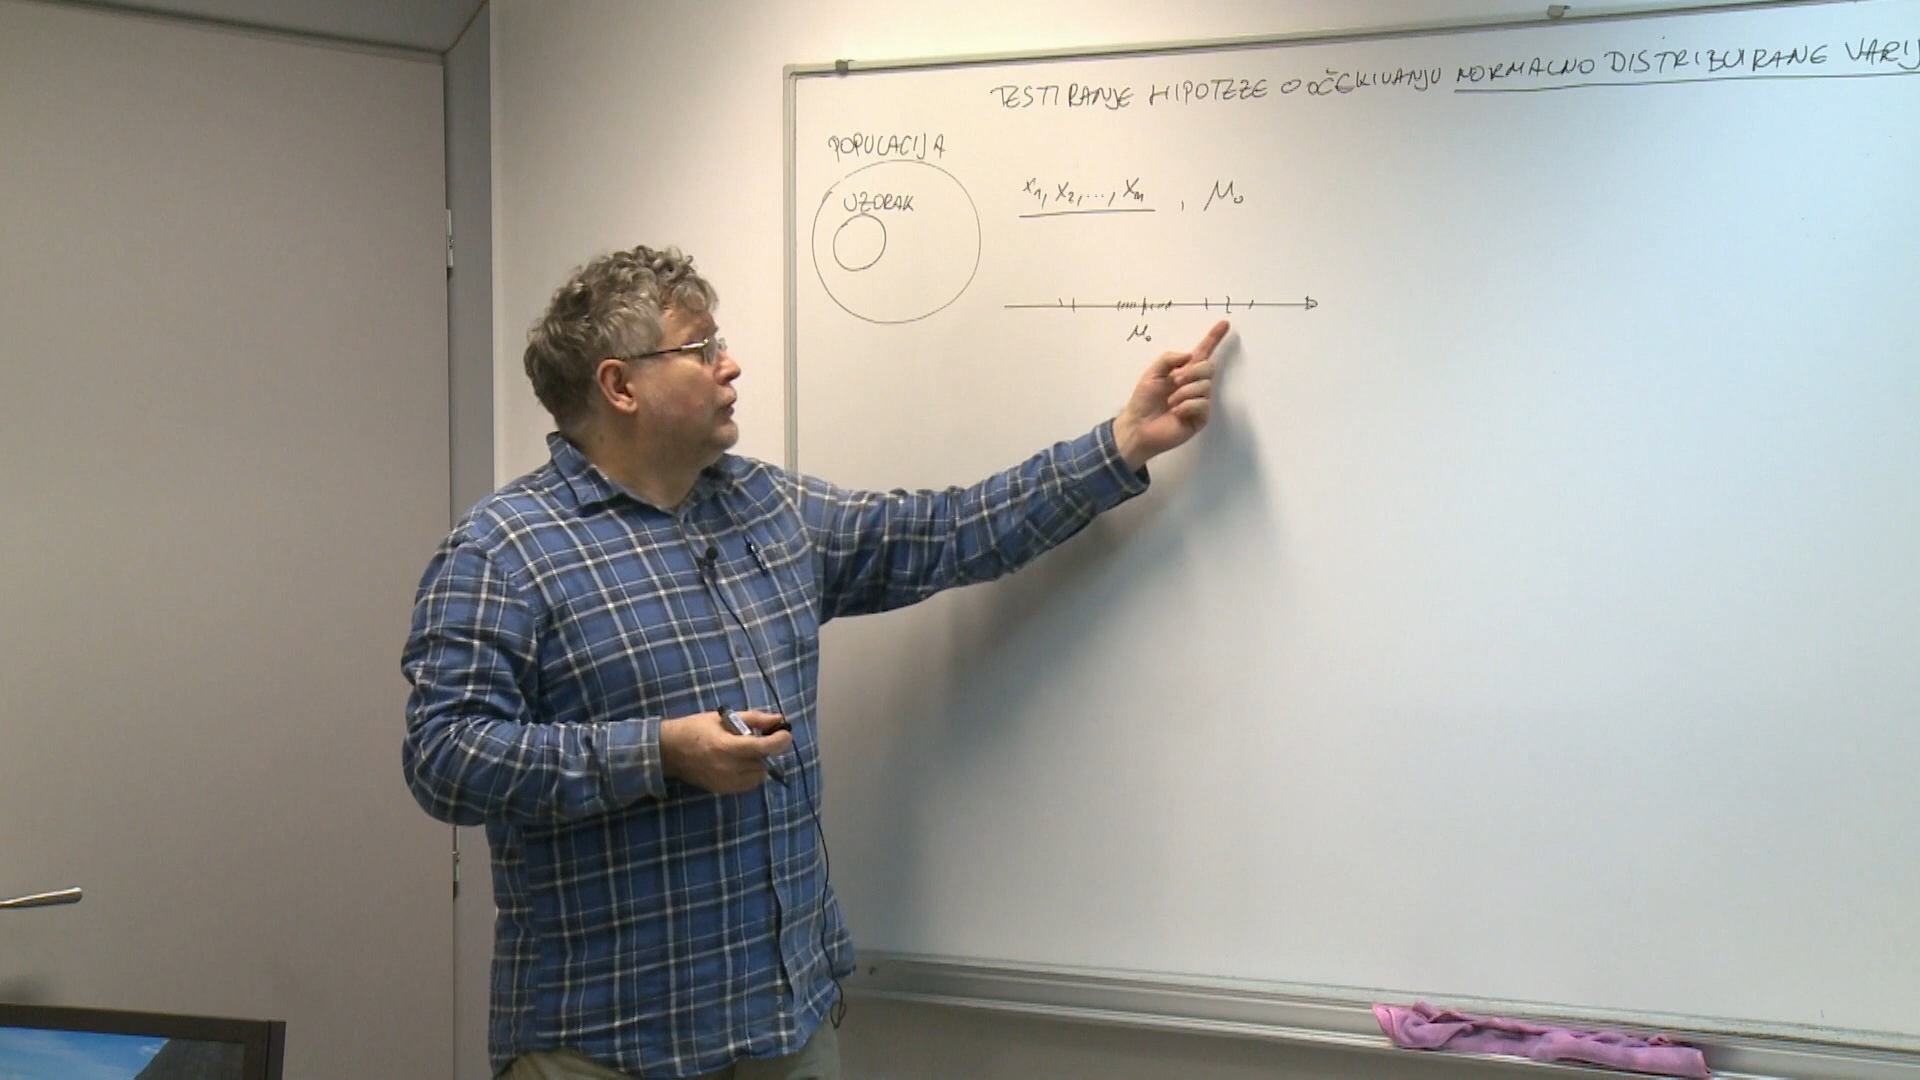 TESTIRANJE HIPOTEZE O OČEKIVANJU NORMALNO DISTRIBUIRANE VARIJ
POPULACIJA
UZORAK
x₁, x₂, ..., xₙ , μ₀
μ₀